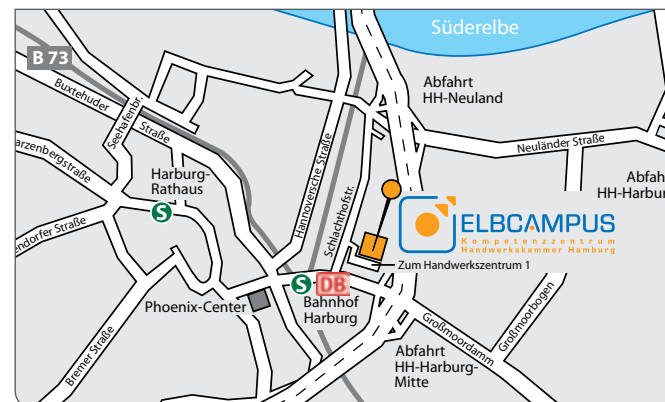 Süderelbe
B 73
Abfahrt
HH-Neuland
Buxtehuder
Straße
Seehafenbr.
Neuländer Straße
Hannoversche Straße
Harburg-
Rathaus
S
Schlachthofstr.
ELBCAMPUS
Kompetenzzentrum
Handwerkskammer Hamburg
Zum Handwerkszentrum 1
S
DB
Bahnhof
Harburg
Phoenix-Center
Großmoorbogen
Großmoordamm
Bremer Straße
Abfahrt
HH-Harburg-
Mitte
arzenbergstraße
endorfer Straße
Abfah
HH-Harbur